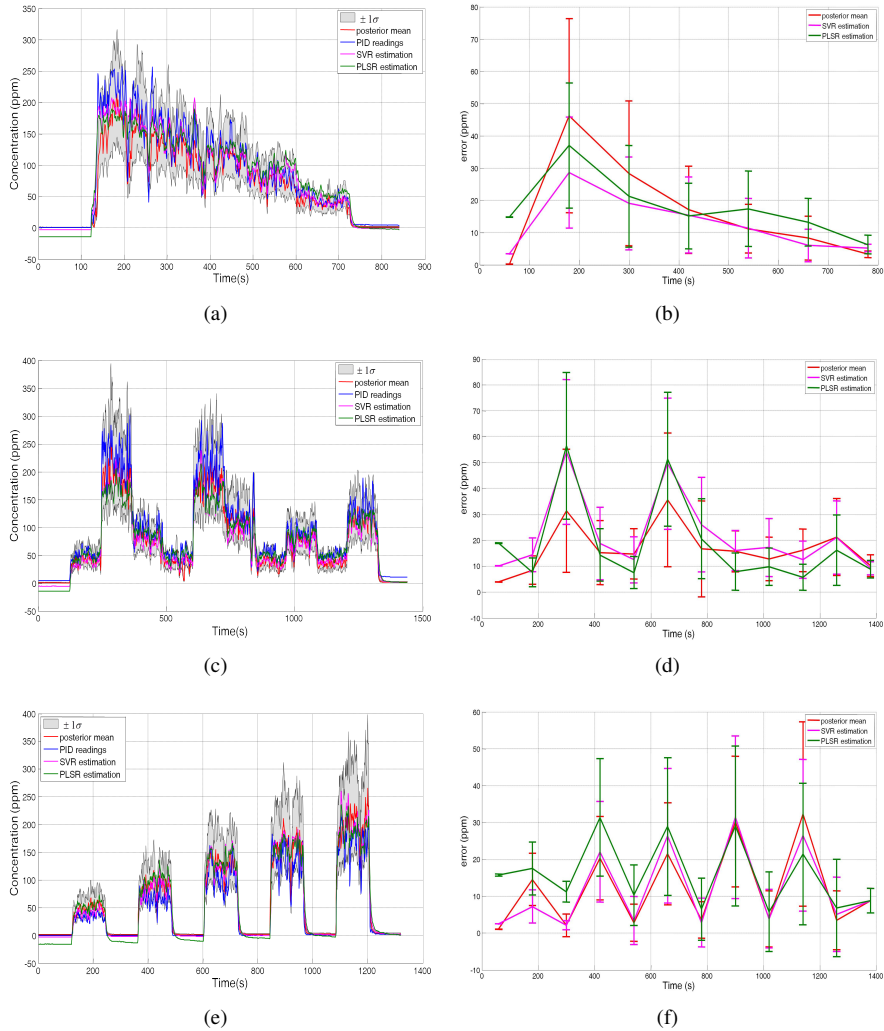 350
300
250
200
150
100
50
0
-50
0 100 200 300 400 500 600 700 800 900
Concentration (ppm)
Time(s)
± 1σ
posterior mean
PID readings
SVR estimation
PLSR estimation
(a)
80
70
60
50
40
30
20
10
0
0 100 200 300 400 500 600 700 800
error (ppm)
Time (s)
posterior mean
SVR estimation
PLSR estimation
(b)
400
350
300
250
200
150
100
50
0
-50
0 500 1000 1500
Concentration (ppm)
Time(s)
± 1σ
posterior mean
PID readings
SVR estimation
PLSR estimation
(c)
90
80
70
60
50
40
30
20
10
0
-10
0 200 400 600 800 1000 1200 1400
error (ppm)
Time (s)
posterior mean
SVR estimation
PLSR estimation
(d)
400
350
300
250
200
150
100
50
0
-50
0 200 400 600 800 1000 1200 1400
Concentration (ppm)
Time(s)
± 1σ
posterior mean
PID readings
SVR estimation
PLSR estimation
(e)
60
50
40
30
20
10
0
-10
0 200 400 600 800 1000 1200 1400
error (ppm)
Time (s)
posterior mean
SVR estimation
PLSR estimation
(f)